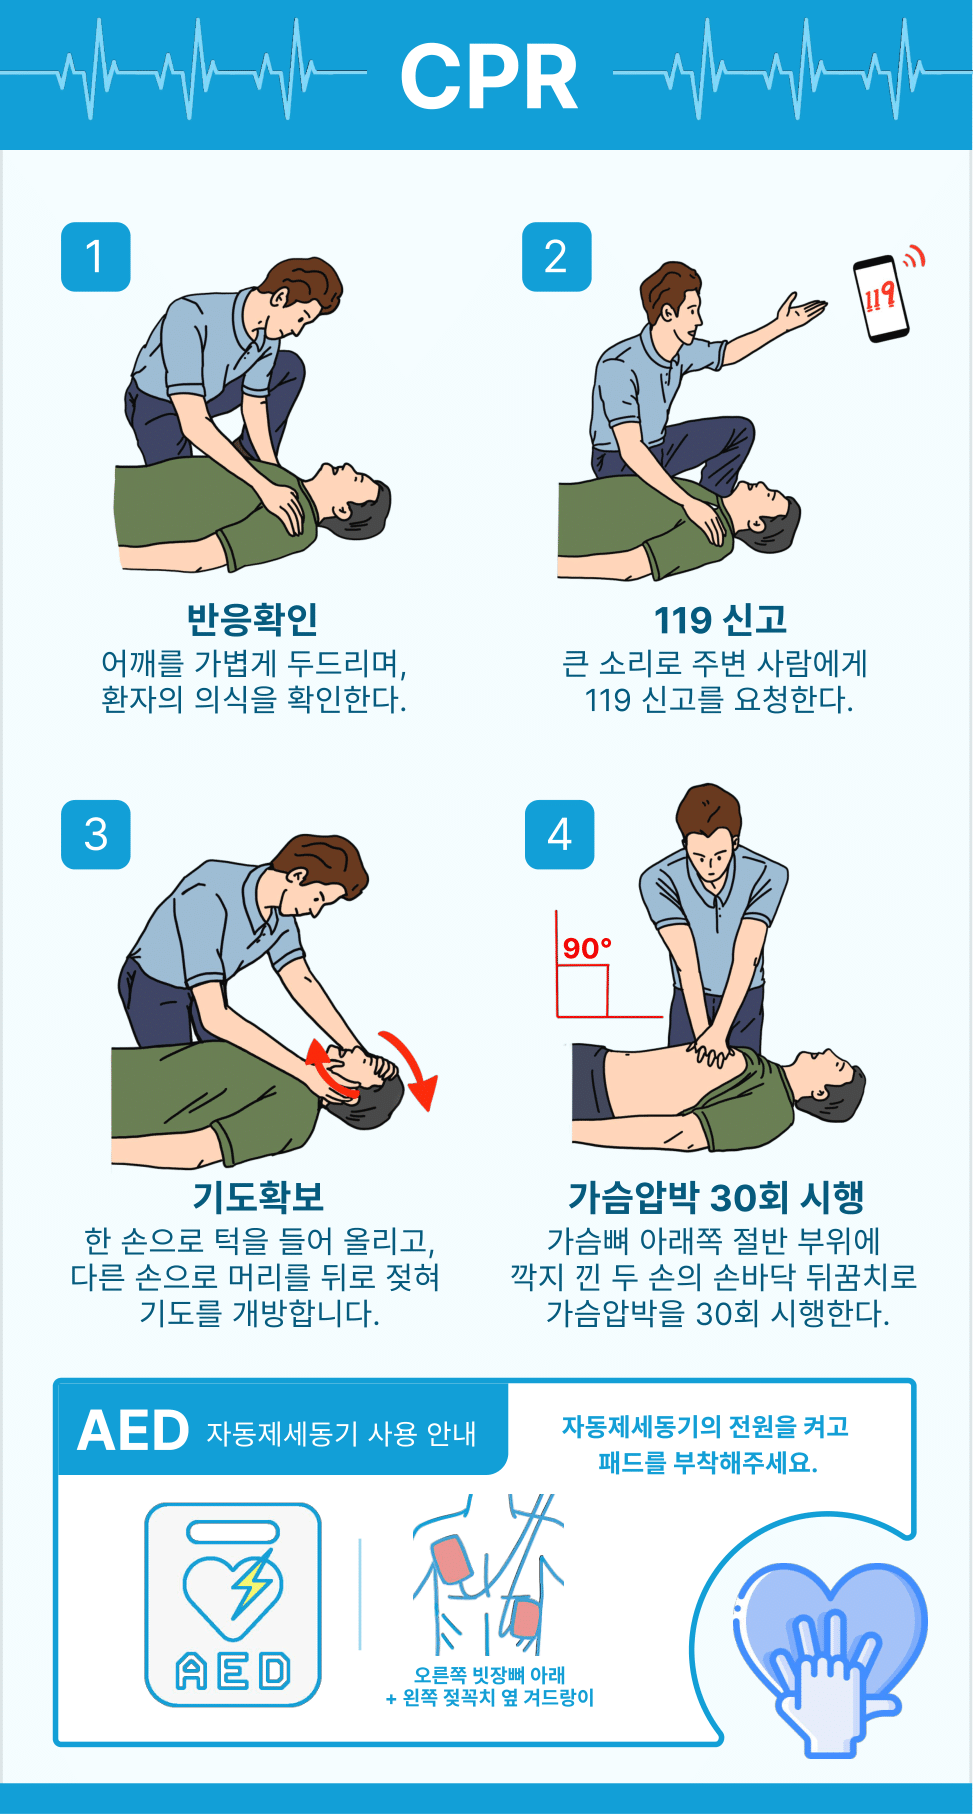 CPR
1
2
119
반응확인
어깨를 가볍게 두드리며,
환자의 의식을 확인한다.
119 신고
큰 소리로 주변 사람에게
119 신고를 요청한다.
3
4
90°
기도확보
한 손으로 턱을 들어 올리고,
다른 손으로 머리를 뒤로 젖혀
기도를 개방합니다.
가슴압박 30회 시행
가슴뼈 아래쪽 절반 부위에
깍지 낀 두 손의 손바닥 뒤꿈치로
가슴압박을 30회 시행한다.
AED 자동제세동기 사용 안내
자동제세동기의 전원을 켜고
패드를 부착해주세요.
AED
오른쪽 빗장뼈 아래
+ 왼쪽 젖꼭치 옆 겨드랑이